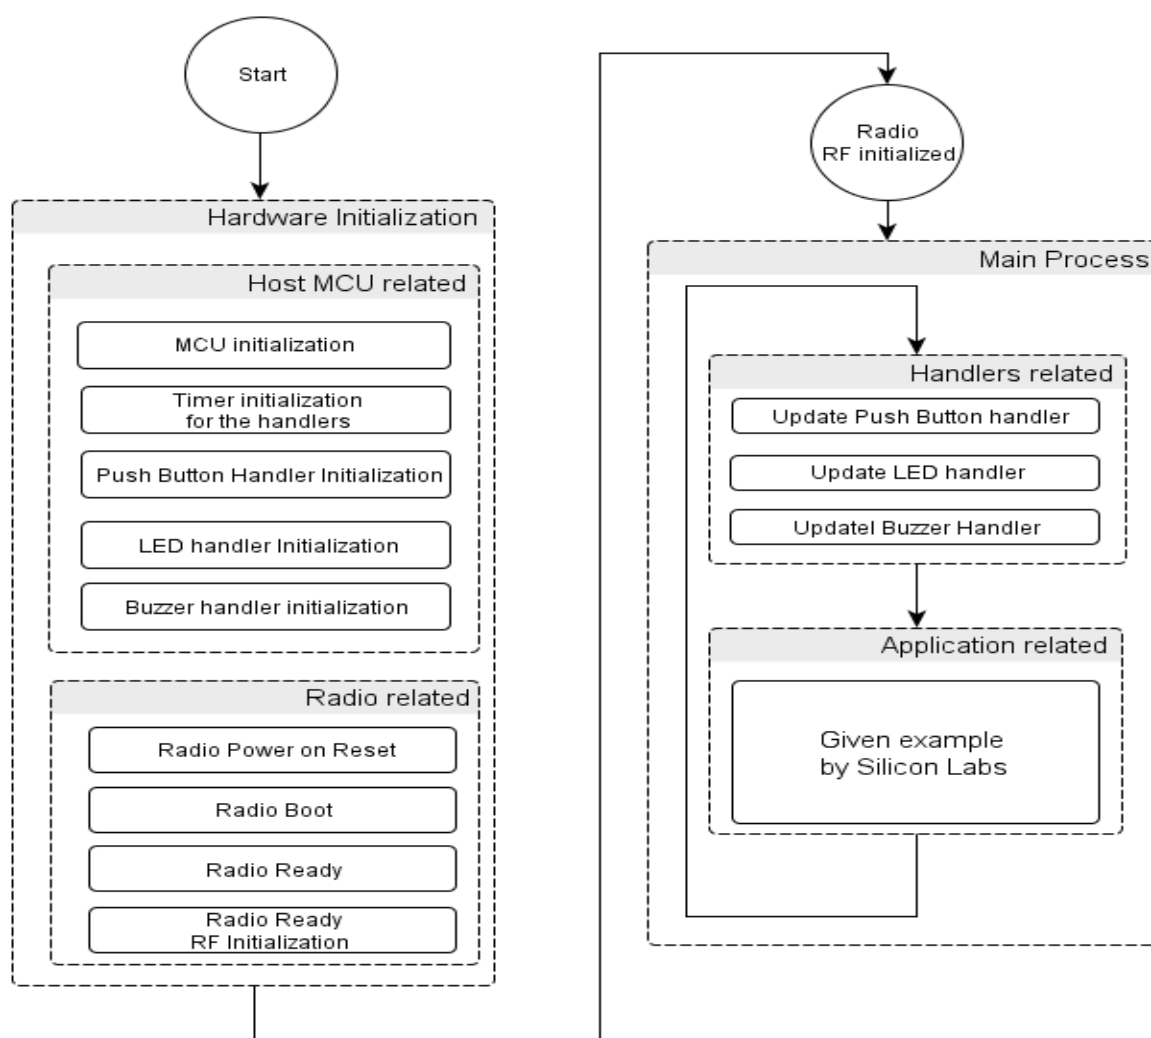 Start
Hardware Initialization
Host MCU related
MCU initialization
Timer initialization
for the handlers
Push Button Handler Initialization
LED handler Initialization
Buzzer handler initialization
Radio related
Radio Power on Reset
Radio Boot
Radio Ready
Radio Ready
RF Initialization
Radio
RF initialized
Main Process
Handlers related
Update Push Button handler
Update LED handler
Updatel Buzzer Handler
Application related
Given example
by Silicon Labs